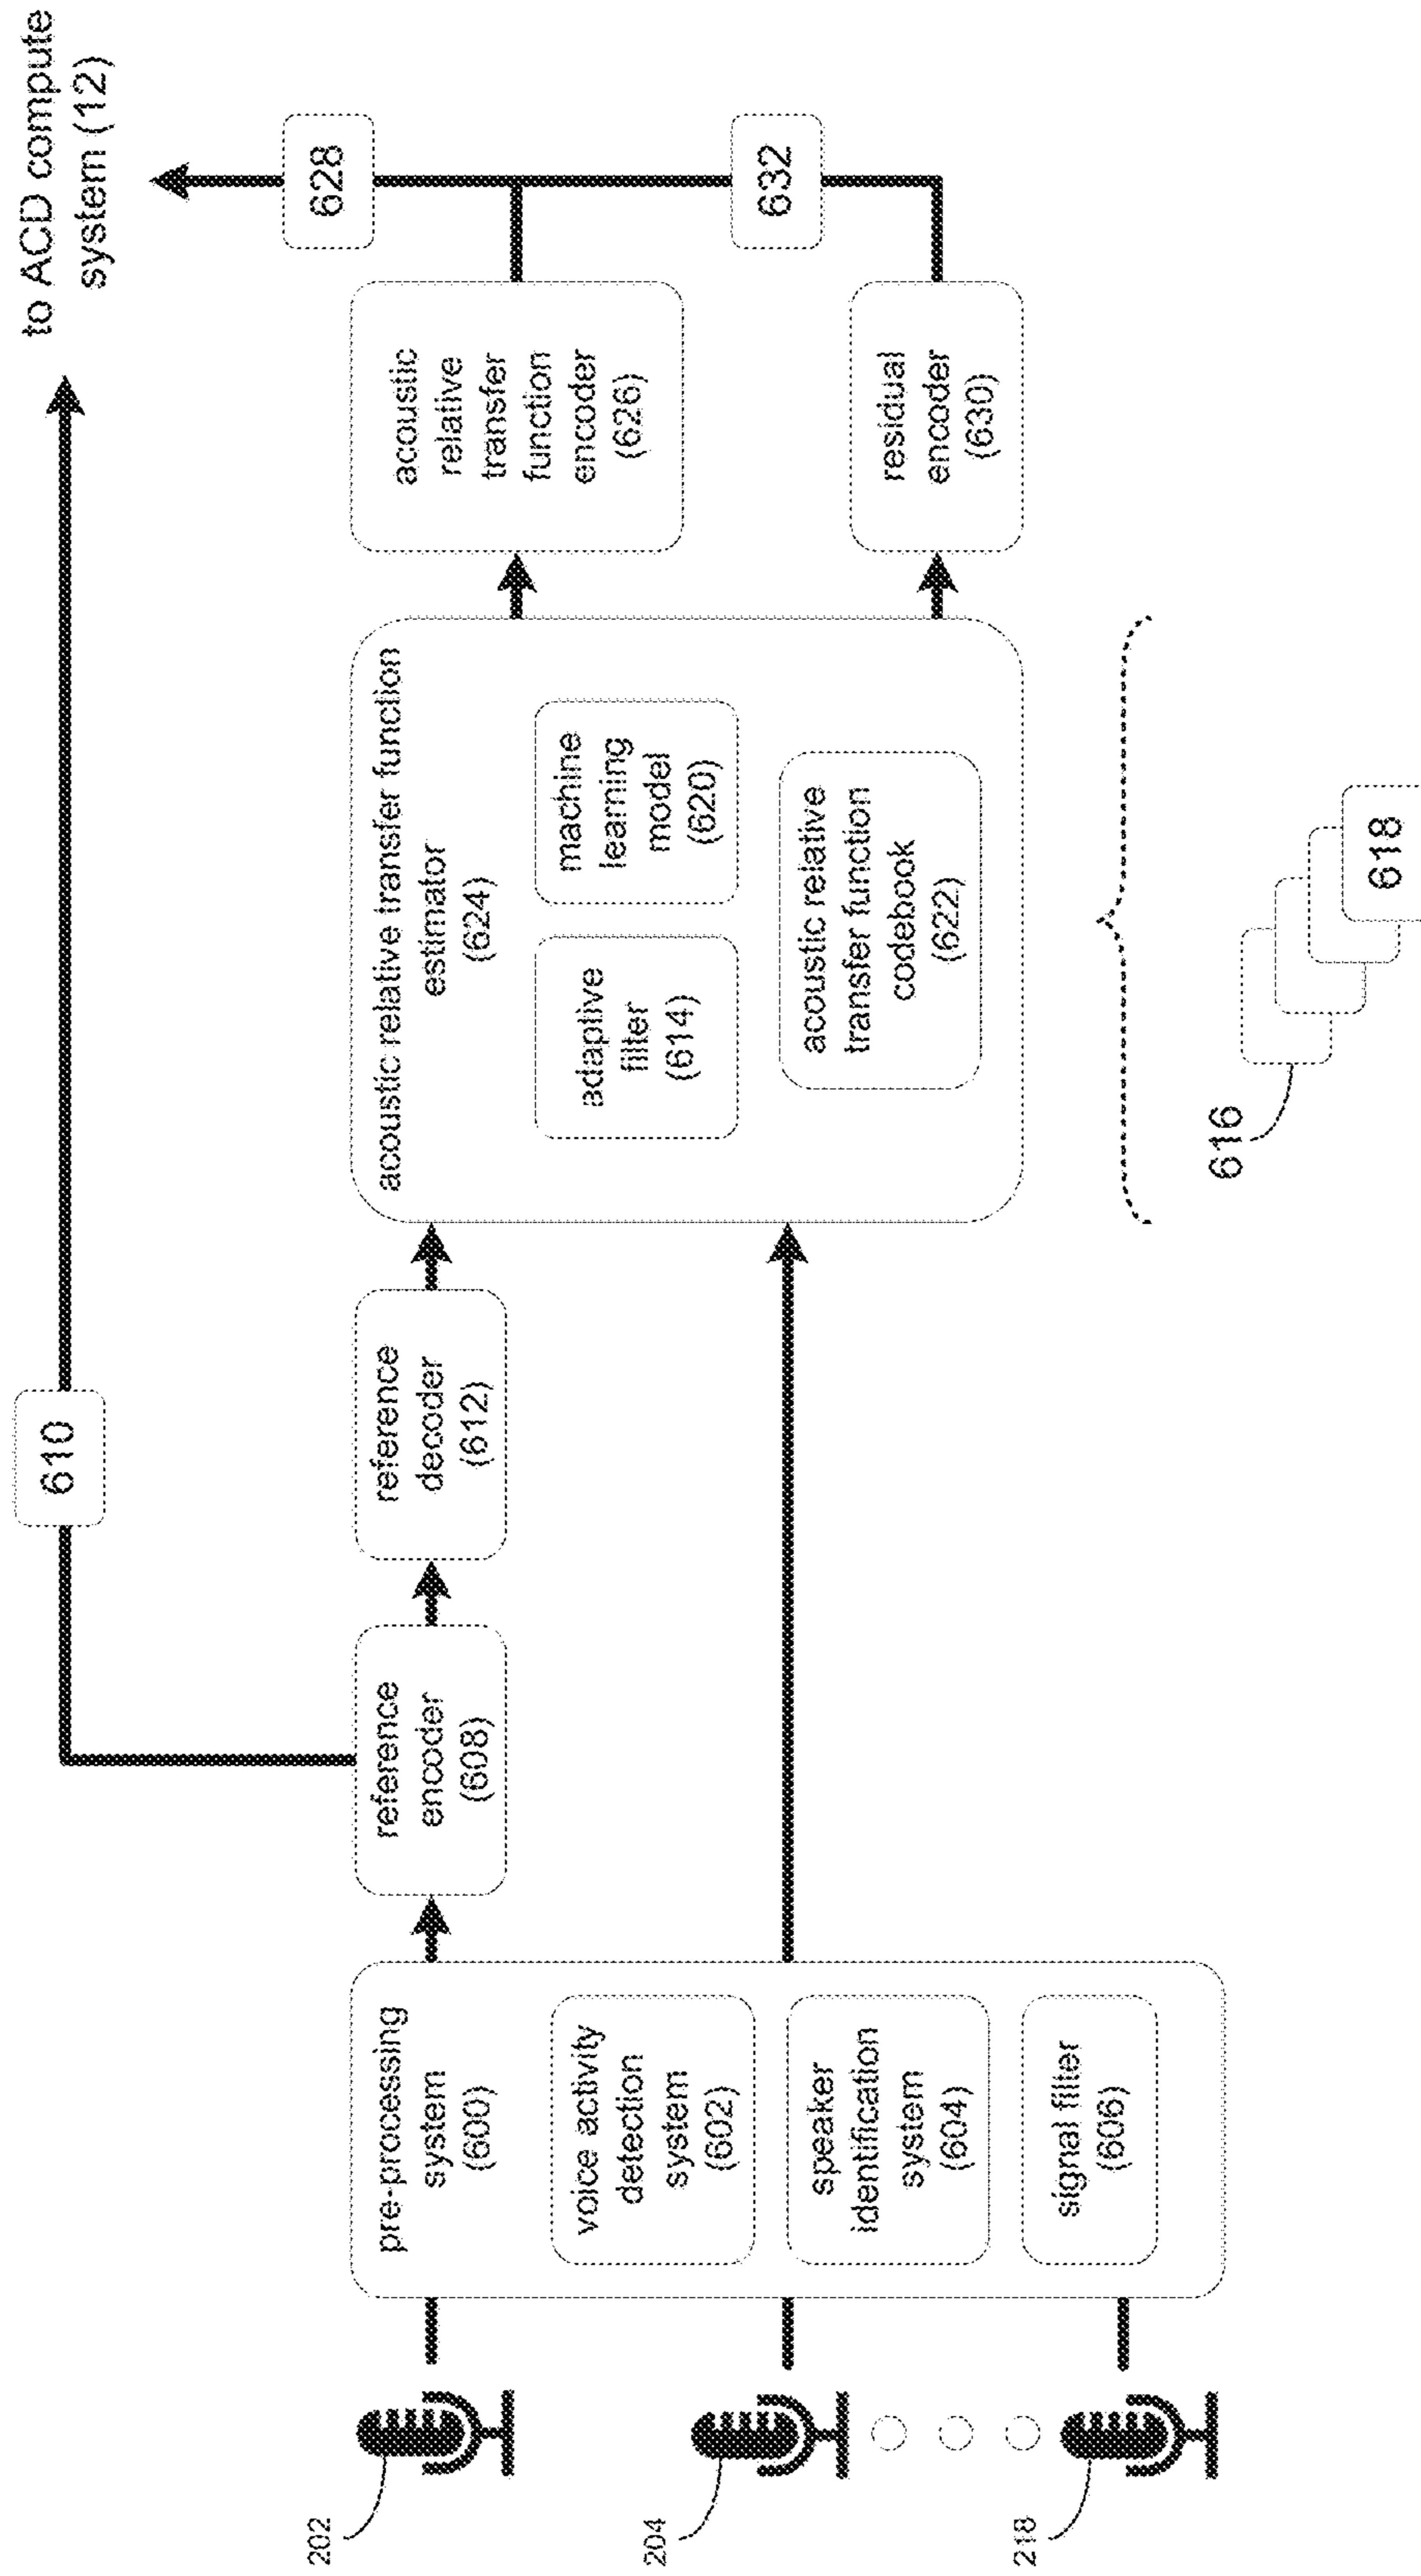 to ACD compute
system (12)
610
628
632
202
204
218
pre-processing
system
(600)
voice activity
detection
system
(602)
speaker
identification
system
(604)
signal filter
(606)
reference
encoder
(608)
reference
decoder
(612)
acoustic relative transfer function
estimator
(624)
adaptive
filter
(614)
machine
learning
model
(620)
acoustic relative
transfer function
codebook
(622)
acoustic
relative
transfer
function
encoder
(626)
residual
encoder
(630)
616
618